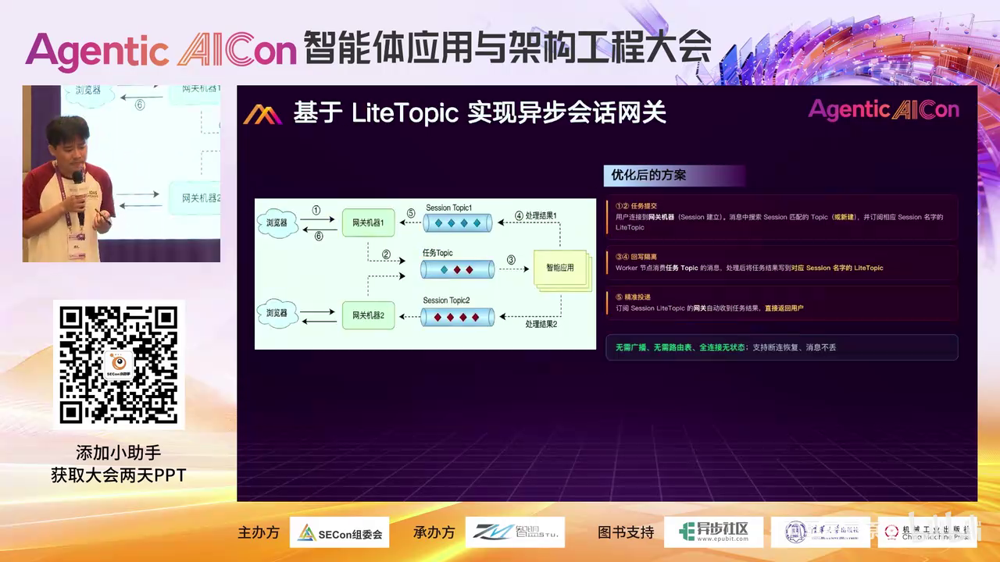 Agentic AICon 智能体应用与架构工程大会
浏览器
网关机器1
⑥
网关机器2
添加小助手
获取大会两天PPT
SECon小助手
基于 LiteTopic 实现异步会话网关
Agentic AICon
浏览器
①
⑥
网关机器1
⑤
Session Topic1
④ 处理结果1
②
任务Topic
③
智能应用
浏览器
网关机器2
Session Topic2
处理结果2
优化后的方案
①② 任务提交
用户连接到网关机器（Session 建立）。消息中搜索 Session 匹配的 Topic（或新建），并订阅相应 Session 名字的
LiteTopic
③④ 回写隔离
Worker 节点消费任务 Topic 的消息，处理后将任务结果写到对应 Session 名字的 LiteTopic
⑤ 精准投递
订阅 Session LiteTopic 的网关自动收到任务结果，直接返回用户
无需广播、无需路由表、全连接无状态；支持断连恢复、消息不丢
主办方
SECon组委会
承办方
智盟STU.
图书支持
异步社区
www.epubit.com
清华大学出版社
机械工业出版社
China Machine Press